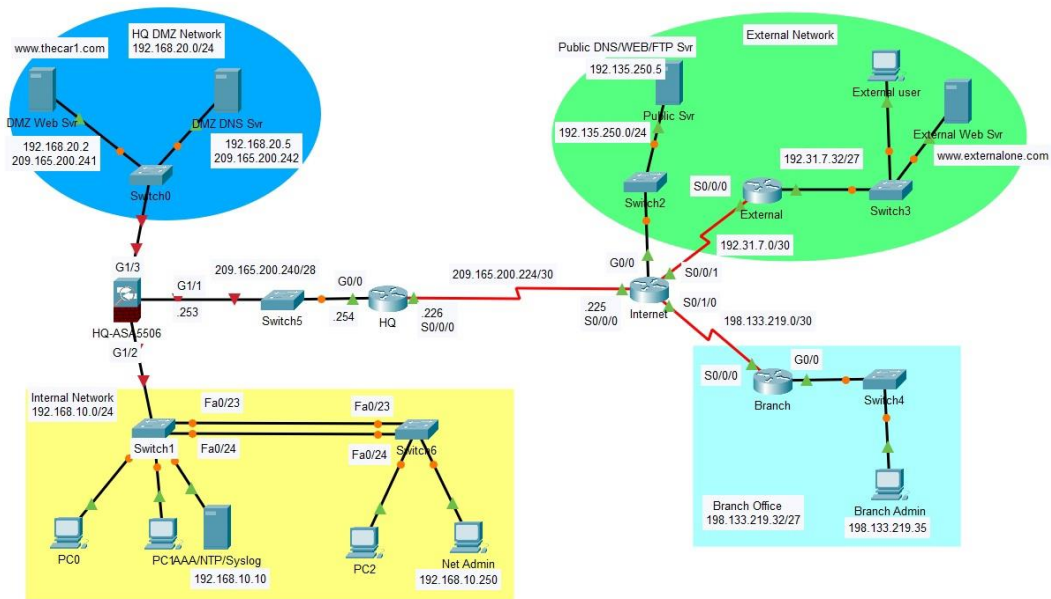 HQ DMZ Network
192.168.20.0/24
www.thecar1.com
DMZ Web Svr
DMZ DNS Svr
192.168.20.2
209.165.200.241
192.168.20.5
209.165.200.242
Switch0
G1/3
G1/1
.253
HQ-ASA5506
G1/2
209.165.200.240/28
Switch5
G0/0
.254
HQ
.226
S0/0/0
209.165.200.224/30
Public DNS/WEB/FTP Svr
192.135.250.5
Public Svr
192.135.250.0/24
Switch2
G0/0
.225
S0/0/0
Internet
S0/0/1
S0/1/0
External Network
External user
External Web Svr
www.externalone.com
192.31.7.32/27
Switch3
S0/0/0
External
192.31.7.0/30
198.133.219.0/30
S0/0/0
G0/0
Branch
Switch4
Branch Office
198.133.219.32/27
Branch Admin
198.133.219.35
Internal Network
192.168.10.0/24
Fa0/23
Fa0/23
Switch1
Fa0/24
Fa0/24
Switch6
PC0
PC1
AAA/NTP/Syslog
192.168.10.10
PC2
Net Admin
192.168.10.250